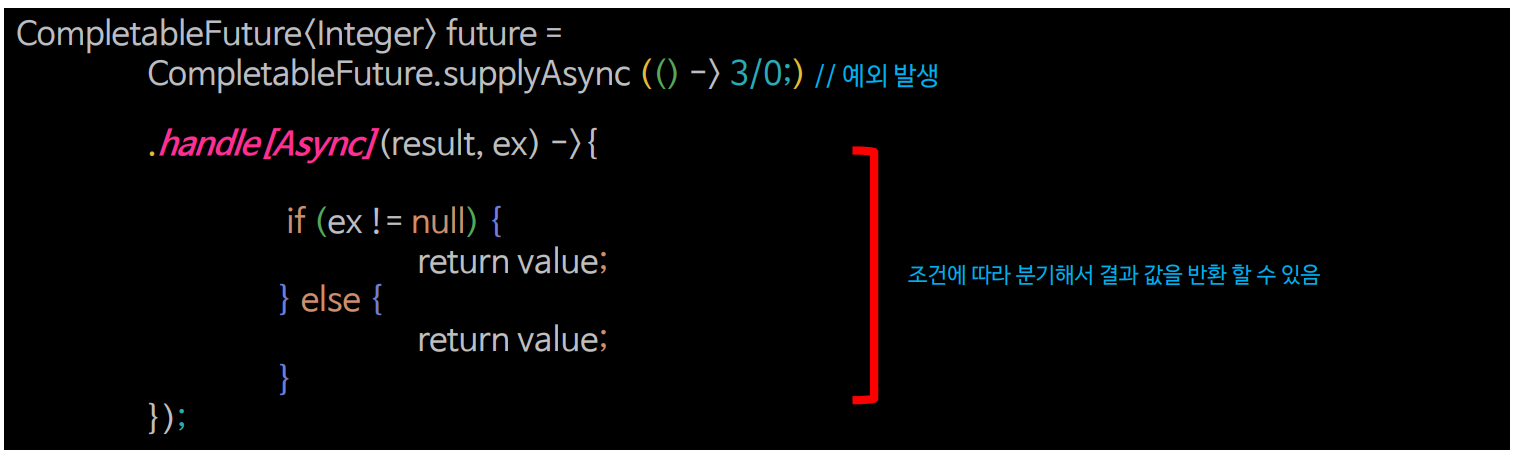 CompletableFuture<Integer> future =
CompletableFuture.supplyAsync (() -> 3/0;) // 예외 발생
.handle[Async](result, ex) ->{
if (ex != null) {
return value;
} else {
return value;
}
});
조건에 따라 분기해서 결과 값을 반환 할 수 있음